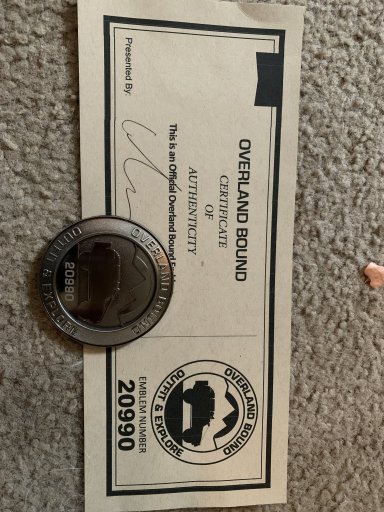 OVERLAND BOUND
CERTIFICATE
OF
AUTHENTICITY
This is an Official Overland Bound
Presented By:
OVERLAND BOUND
OUTFIT & EXPLORE
EMBLEM NUMBER
20990
OVERLAND BOUND
OUTFIT & EXPLORE
20990